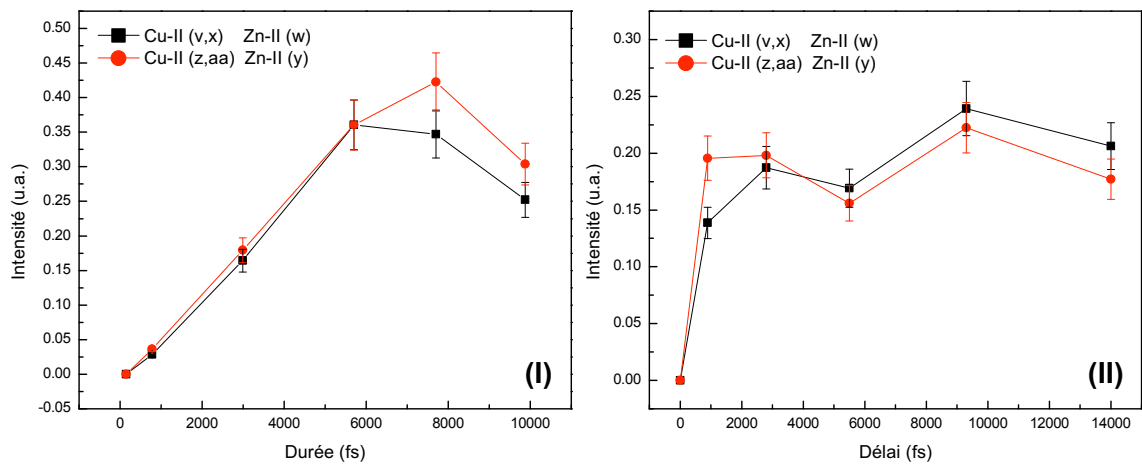 0.50
0.45
0.40
0.35
0.30
0.25
0.20
0.15
0.10
0.05
0.00
-0.05
Intensité (u.a.)
Cu-II (v,x) Zn-II (w)
Cu-II (z,aa) Zn-II (y)
(I)
0 2000 4000 6000 8000 10000
Durée (fs)
0.30
0.25
0.20
0.15
0.10
0.05
0.00
Intensité (u.a.)
Cu-II (v,x) Zn-II (w)
Cu-II (z,aa) Zn-II (y)
(II)
0 2000 4000 6000 8000 10000 12000 14000
Délai (fs)